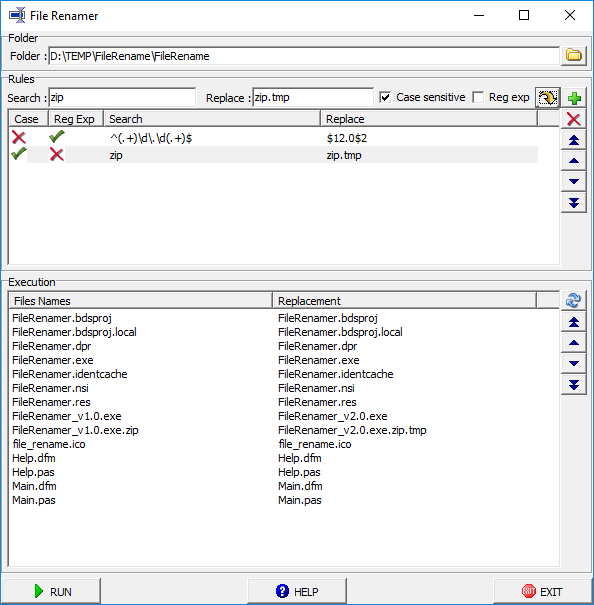 File Renamer
Folder
Folder : D:\TEMP\FileRename\FileRename
Rules
Search : zip Replace : zip.tmp Case sensitive Reg exp
Case Reg Exp Search Replace
^(.+)\d\.\d(.+)$ $12.0$2
zip zip.tmp
Execution
Files Names Replacement
FileRenamer.bdsproj FileRenamer.bdsproj
FileRenamer.bdsproj.local FileRenamer.bdsproj.local
FileRenamer.dpr FileRenamer.dpr
FileRenamer.exe FileRenamer.exe
FileRenamer.identcache FileRenamer.identcache
FileRenamer.nsi FileRenamer.nsi
FileRenamer.res FileRenamer.res
FileRenamer_v1.0.exe FileRenamer_v2.0.exe
FileRenamer_v1.0.exe.zip FileRenamer_v2.0.exe.zip.tmp
file_rename.ico file_rename.ico
Help.dfm Help.dfm
Help.pas Help.pas
Main.dfm Main.dfm
Main.pas Main.pas
RUN HELP EXIT